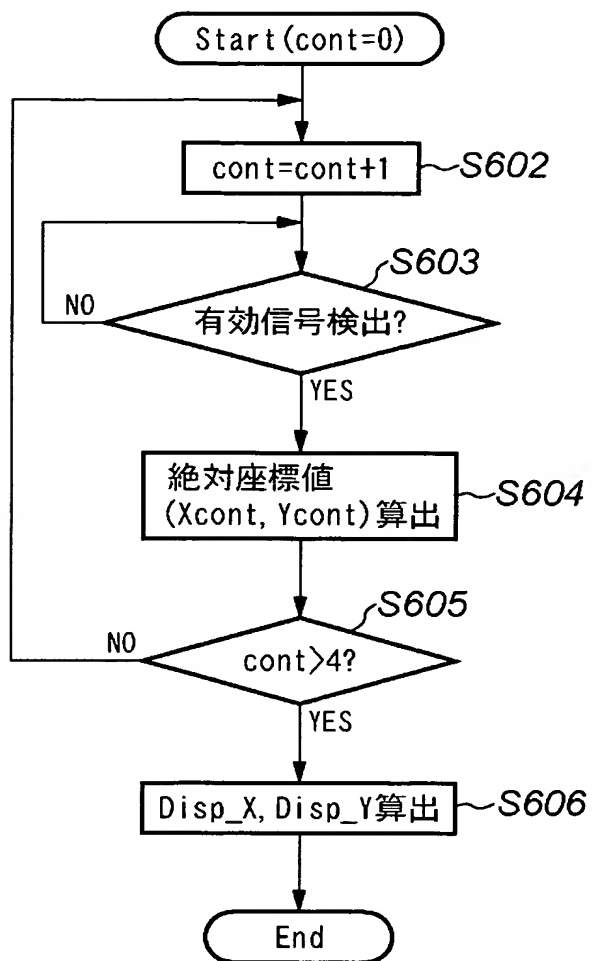 Start(cont=0)
cont=cont+1
S602
S603
NO
有効信号検出?
YES
絶対座標値
(Xcont, Ycont)算出
S604
S605
NO
cont>4?
YES
Disp_X, Disp_Y算出
S606
End